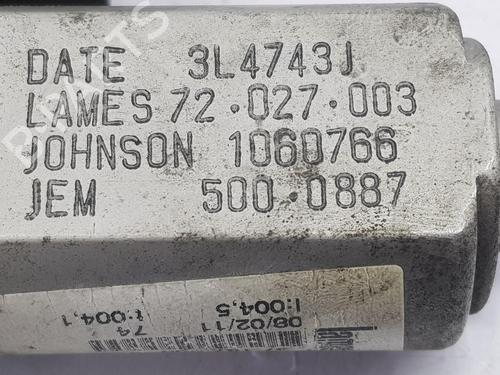 DATE 3L4743J
LAMES 72.027.003
JOHNSON 1060766
JEM 500.0887
08/02/11
I:004,5
74
I:004,1